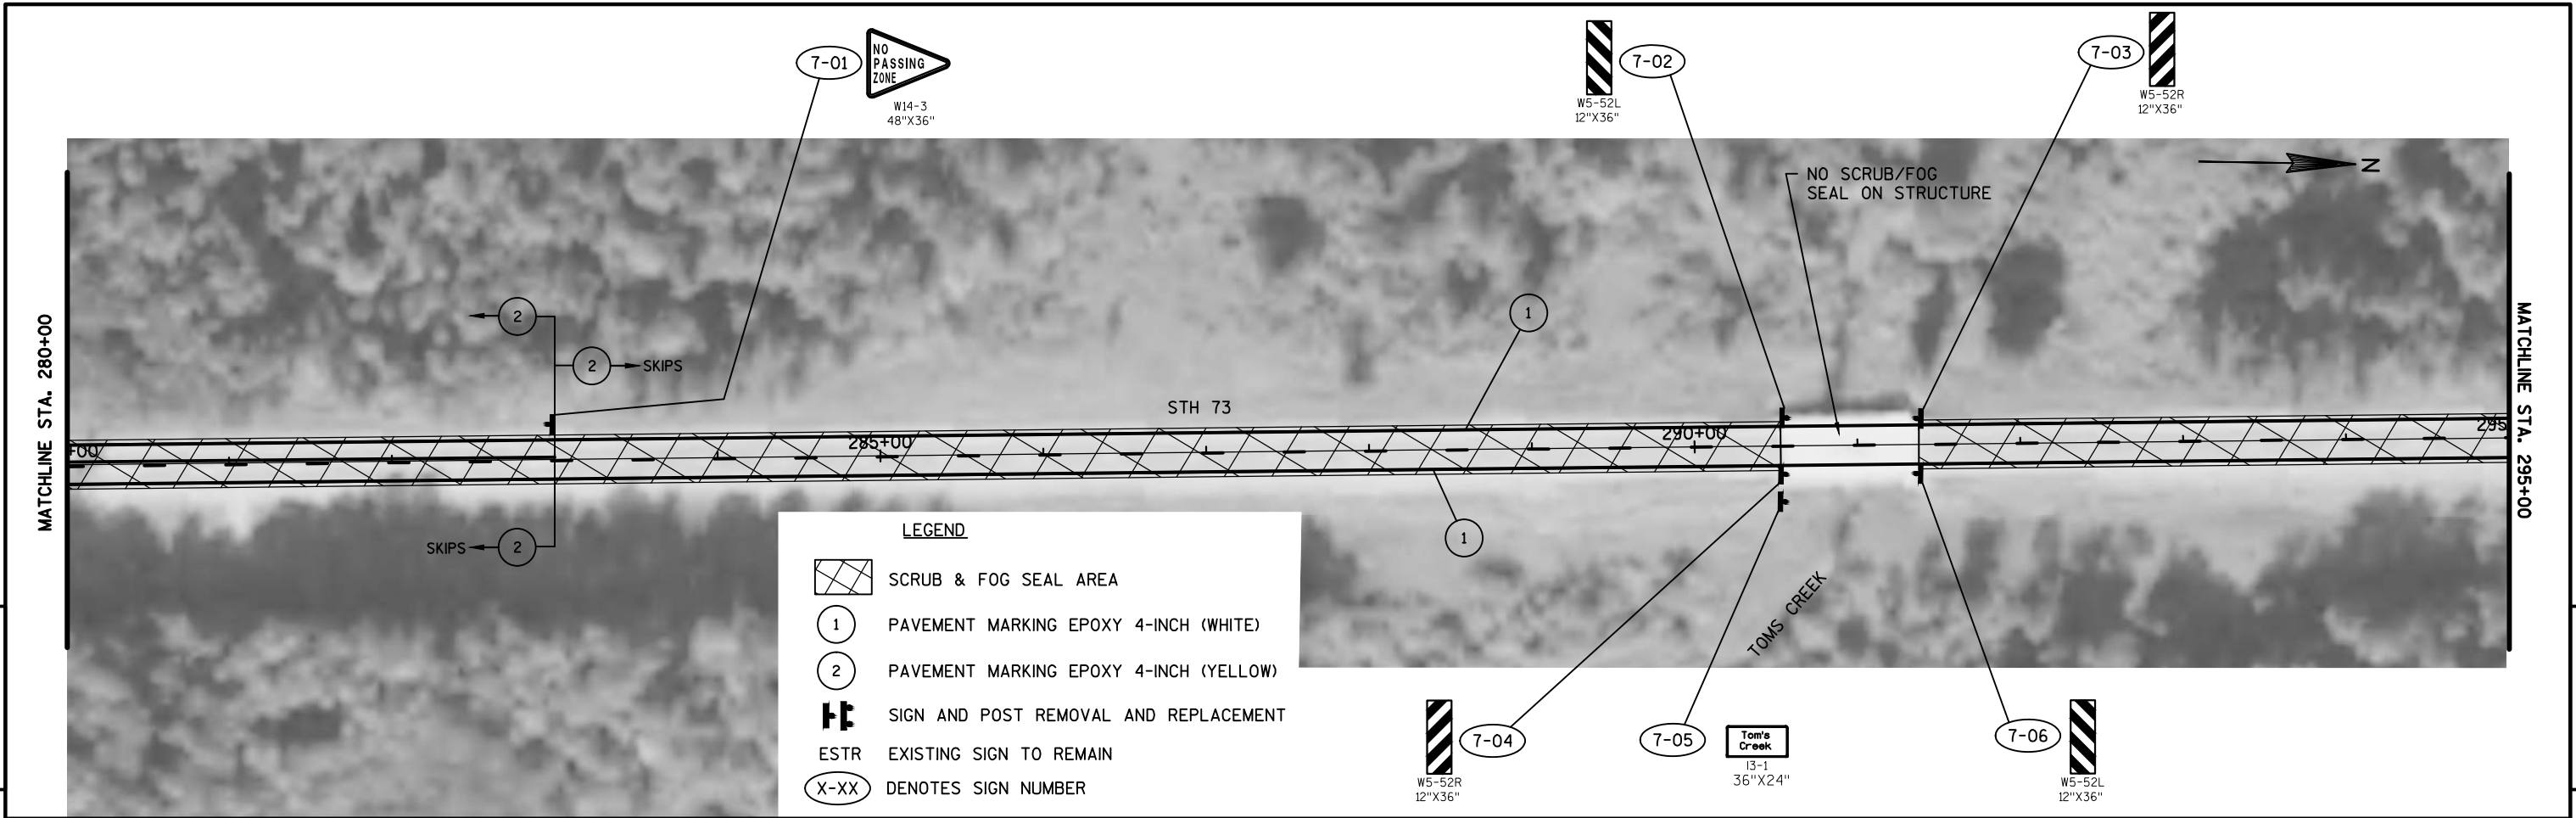 7-01
NO
PASSING
ZONE
W14-3
48"X36"
W5-52L
12"X36"
7-02
7-03
W5-52R
12"X36"
N
NO SCRUB/FOG
SEAL ON STRUCTURE
MATCHLINE STA. 280+00
MATCHLINE STA. 295+00
2
2 SKIPS
1
STH 73
+00
285+00
290+00
295
SKIPS 2
1
TOMS CREEK
LEGEND
SCRUB & FOG SEAL AREA
1 PAVEMENT MARKING EPOXY 4-INCH (WHITE)
2 PAVEMENT MARKING EPOXY 4-INCH (YELLOW)
SIGN AND POST REMOVAL AND REPLACEMENT
ESTR EXISTING SIGN TO REMAIN
X-XX DENOTES SIGN NUMBER
W5-52R
12"X36"
7-04
7-05
Tom's
Creek
I3-1
36"X24"
7-06
W5-52L
12"X36"